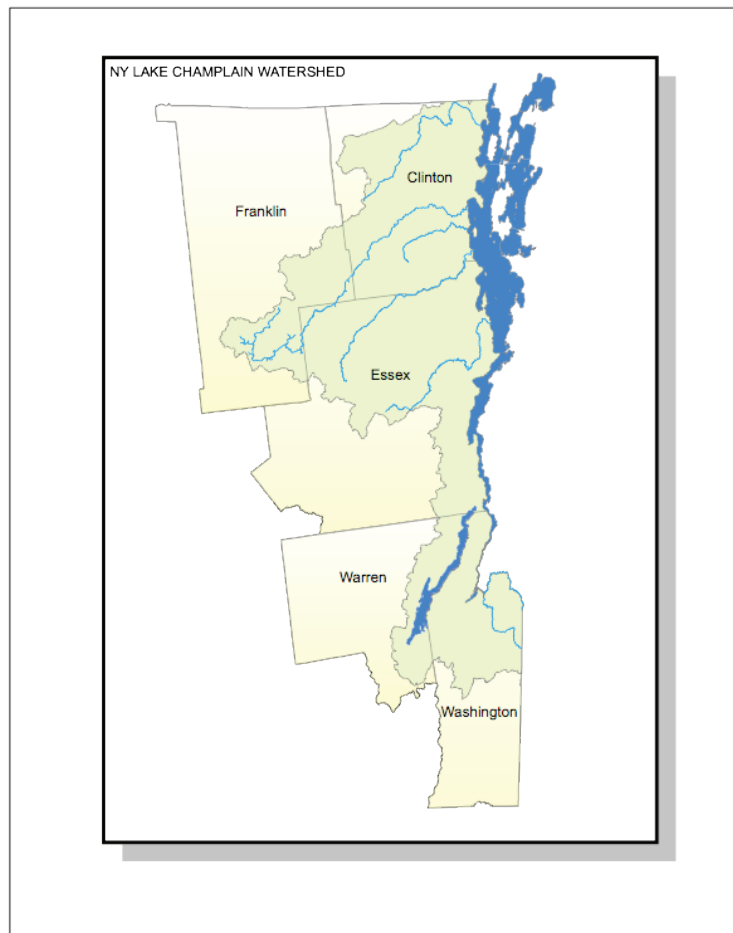 NY LAKE CHAMPLAIN WATERSHED
Clinton
Franklin
Essex
Warren
Washington